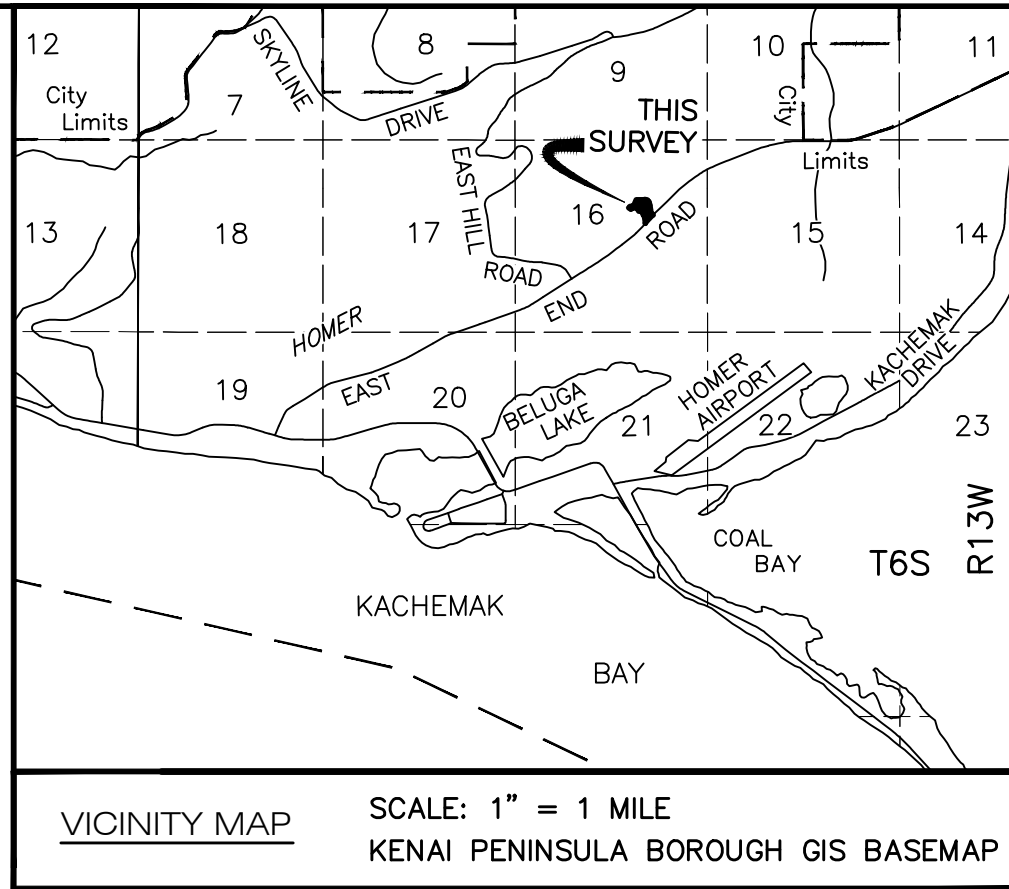 12
8
10
11
SKYLINE
9
City
Limits
7
DRIVE
THIS
SURVEY
City
Limits
EAST HILL
ROAD
13
18
17
16
ROAD
15
14
END
HOMER
EAST
KACHEMAK
DRIVE
19
20
BELUGA
LAKE
21
HOMER
AIRPORT
22
23
COAL
BAY
T6S
R13W
KACHEMAK
BAY
VICINITY MAP
SCALE: 1" = 1 MILE
KENAI PENINSULA BOROUGH GIS BASEMAP